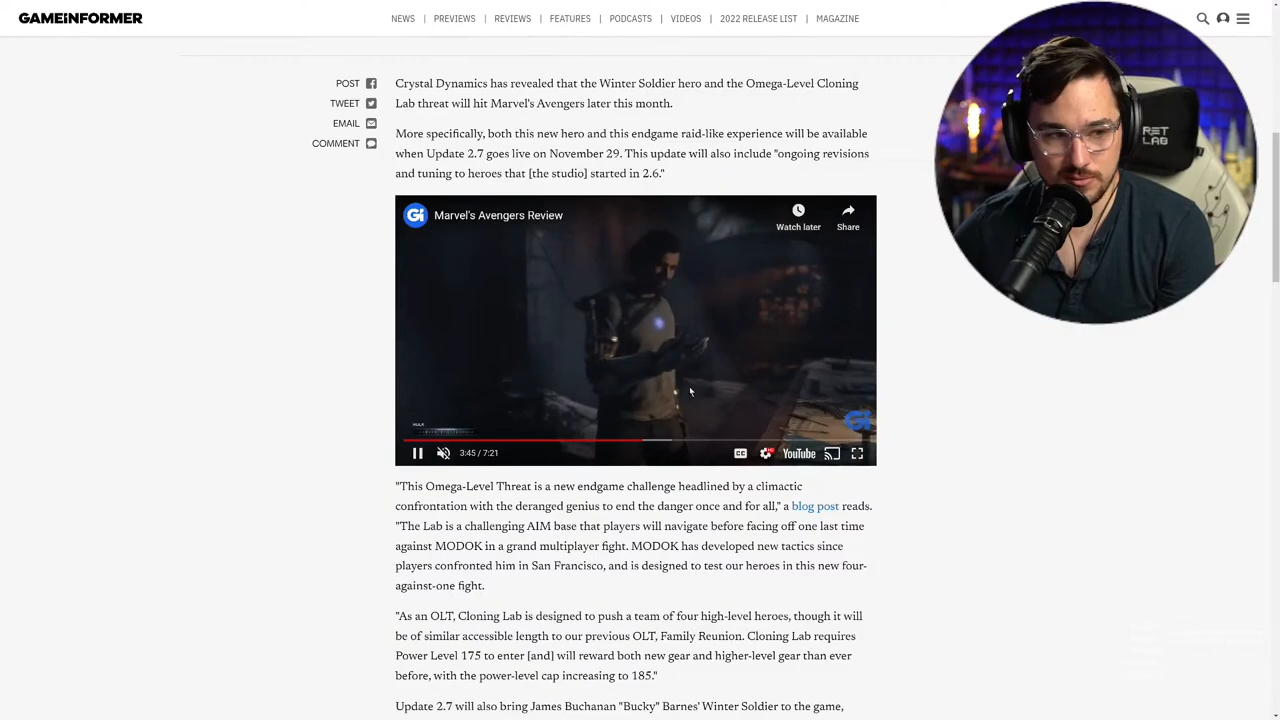 GAMEINFORMER
NEWS | PREVIEWS | REVIEWS | FEATURES | PODCASTS | VIDEOS | 2022 RELEASE LIST | MAGAZINE
POST
TWEET
EMAIL
COMMENT
Crystal Dynamics has revealed that the Winter Soldier hero and the Omega-Level Cloning
Lab threat will hit Marvel's Avengers later this month.
More specifically, both this new hero and this endgame raid-like experience will be available
when Update 2.7 goes live on November 29. This update will also include "ongoing revisions
and tuning to heroes that [the studio] started in 2.6."
Gi
Marvel's Avengers Review
Watch later
Share
RET
LAB
HULK
Gi
3:45 / 7:21
CC
YouTube
"This Omega-Level Threat is a new endgame challenge headlined by a climactic
confrontation with the deranged genius to end the danger once and for all," a blog post reads.
"The Lab is a challenging AIM base that players will navigate before facing off one last time
against MODOK in a grand multiplayer fight. MODOK has developed new tactics since
players confronted him in San Francisco, and is designed to test our heroes in this new four-
against-one fight.
"As an OLT, Cloning Lab is designed to push a team of four high-level heroes, though it will
be of similar accessible length to our previous OLT, Family Reunion. Cloning Lab requires
Power Level 175 to enter [and] will reward both new gear and higher-level gear than ever
before, with the power-level cap increasing to 185."
Update 2.7 will also bring James Buchanan "Bucky" Barnes' Winter Soldier to the game,